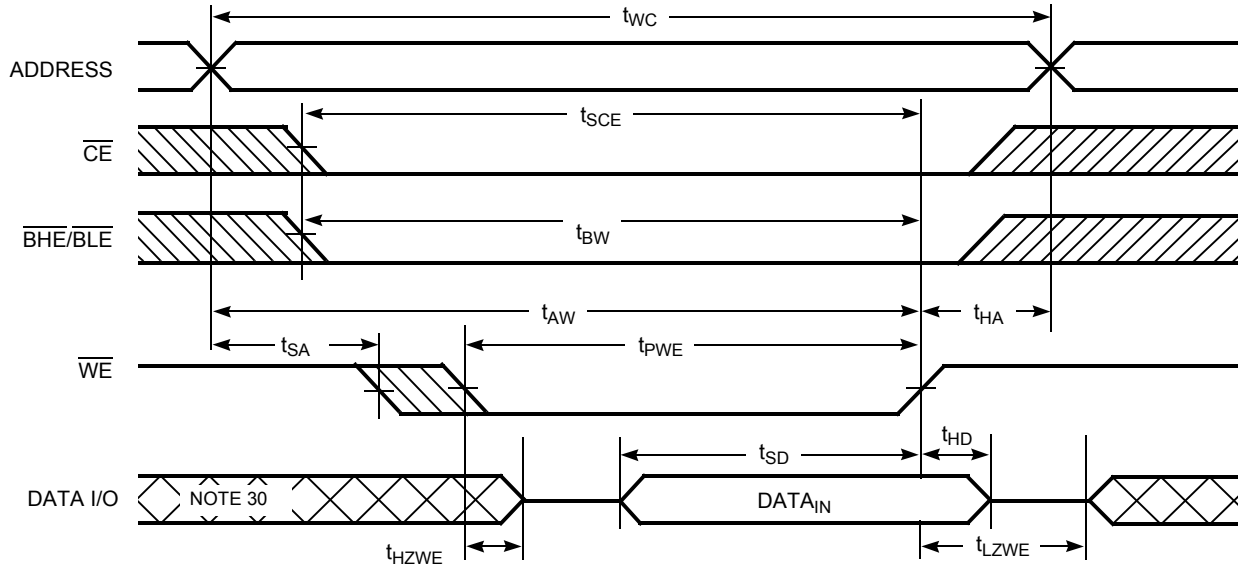 tWC
ADDRESS
tSCE
CE
tBW
BHE/BLE
tAW
tHA
tSA
tPWE
WE
tSD
tHD
DATA I/O
NOTE 30
DATAIN
tHZWE
tLZWE